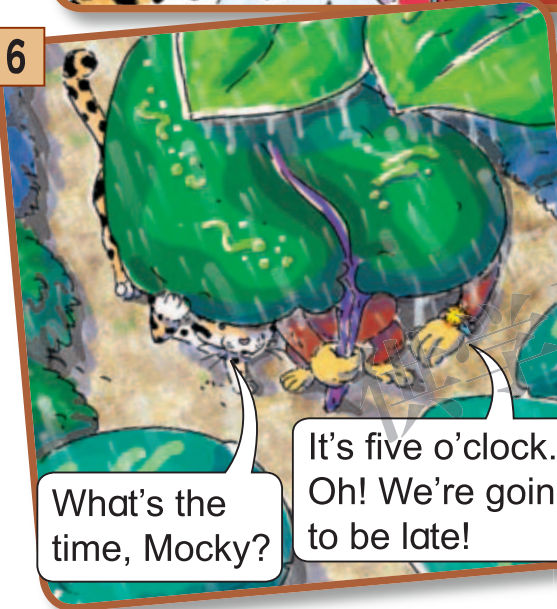 6
What's the
time, Mocky?
It's five o'clock.
Oh! We're goin
to be late!